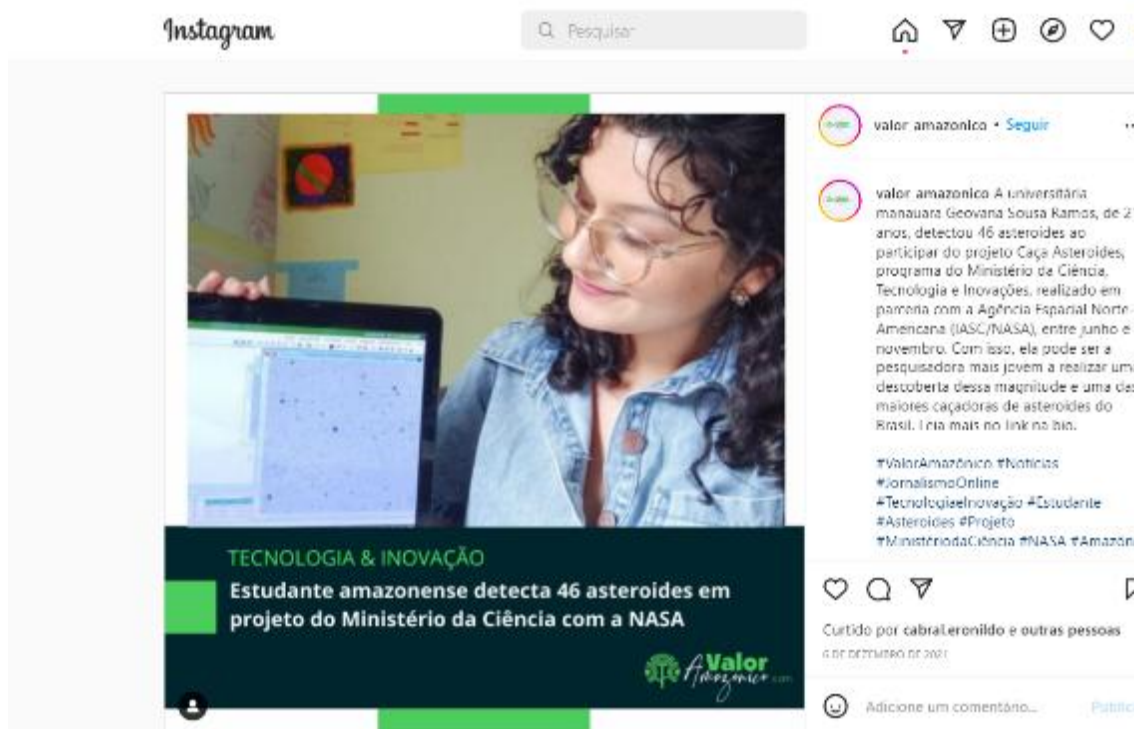 Instagram
Pesquisar
valor amazonico • Seguir
valor amazonico A universitária
manauara Geovana Sousa Ramos, de 2
anos, detectou 46 asteroides ao
participar do projeto Caça Asteroides,
programa do Ministério da Ciência,
Tecnologia e Inovações, realizado em
parceria com a Agência Espacial Norte
Americana (IASC/NASA), entre junho e
novembro. Com isso, ela pode ser a
pesquisadora mais jovem a realizar uma
descoberta dessa magnitude e uma das
maiores caçadoras de asteroides do
Brasil. Leia mais no link na bio.
#ValorAmazônico #Notícias
#JornalismoOnline
#TecnologiaeInovação #Estudante
#Asteroides #Projeto
#MinistériodaCiência #NASA #Amazon
TECNOLOGIA & INOVAÇÃO
Estudante amazonense detecta 46 asteroides em
projeto do Ministério da Ciência com a NASA
Valor
Amazonico.com
Curtido por cabral.eronildo e outras pessoas
6 DE DEZEMBRO DE 2021
Adicione um comentário...
Public